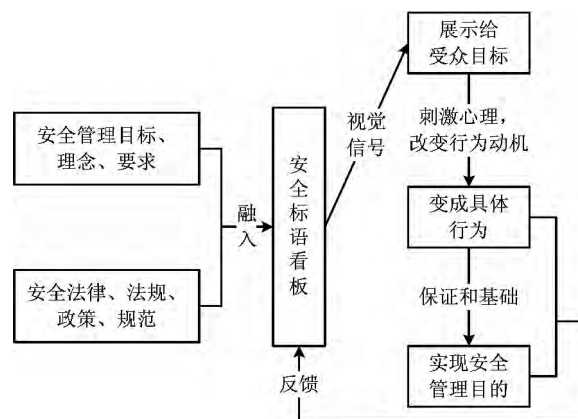 安全管理目标、
理念、要求
安全法律、法规、
政策、规范
融
入
安
全
标
语
看
板
视觉
信号
展示给
受众目标
刺激心理，
改变行为动机
变成具体
行为
保证和基础
实现安全
管理目的
反馈